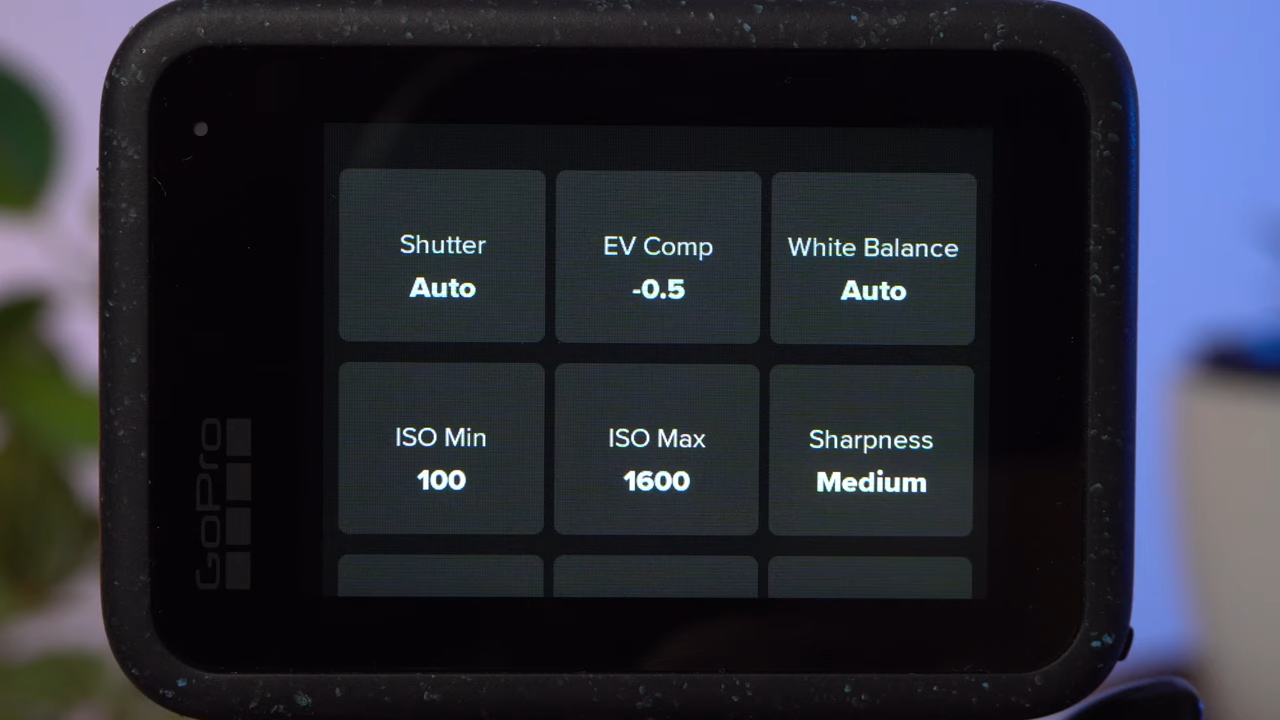 Shutter
Auto
EV Comp
-0.5
White Balance
Auto
ISO Min
100
ISO Max
1600
Sharpness
Medium
GoPro